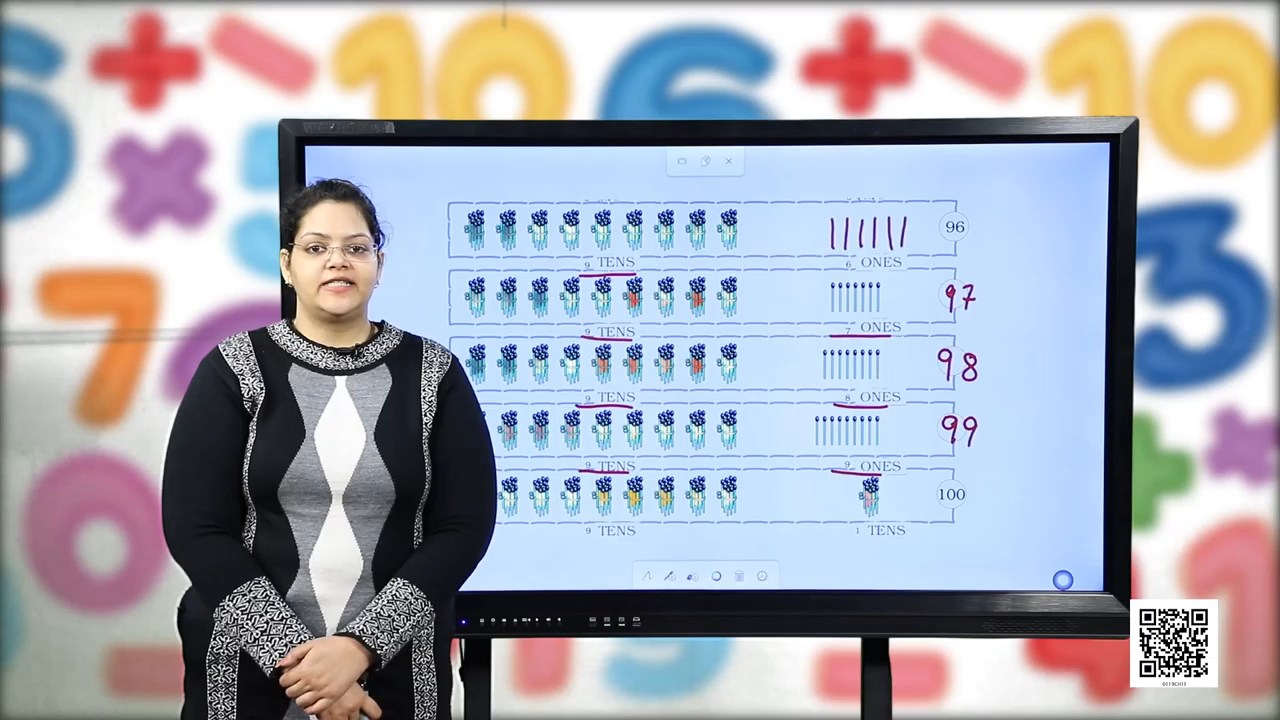 96
9 TENS 6 ONES
97
9 TENS 7 ONES
98
9 TENS 8 ONES
99
9 TENS 9 ONES
100
9 TENS 1 TENS
0119CH11